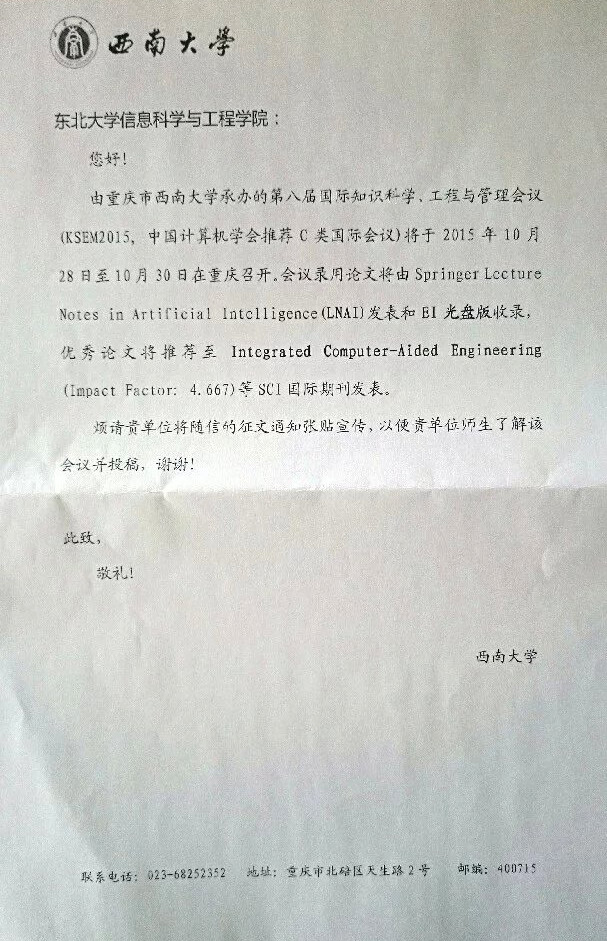 西南大学
东北大学信息科学与工程学院：
您好！
由重庆市西南大学承办的第八届国际知识科学、工程与管理会议
(KSEM2015, 中国计算机学会推荐 C 类国际会议)将于 2015 年 10 月
28 日至 10 月 30 日在重庆召开。会议录用论文将由 Springer Lecture
Notes in Artificial Intelligence(LNAI)发表和 EI 光盘版收录，
优秀论文将推荐至 Integrated Computer-Aided Engineering
(Impact Factor: 4.667)等 SCI 国际期刊发表。
烦请贵单位将随信的征文通知张贴宣传，以便贵单位师生了解该
会议并投稿，谢谢！
此致，
敬礼！
西南大学
联系电话：023-68252352 地址：重庆市北碚区天生路 2 号 邮编：400715